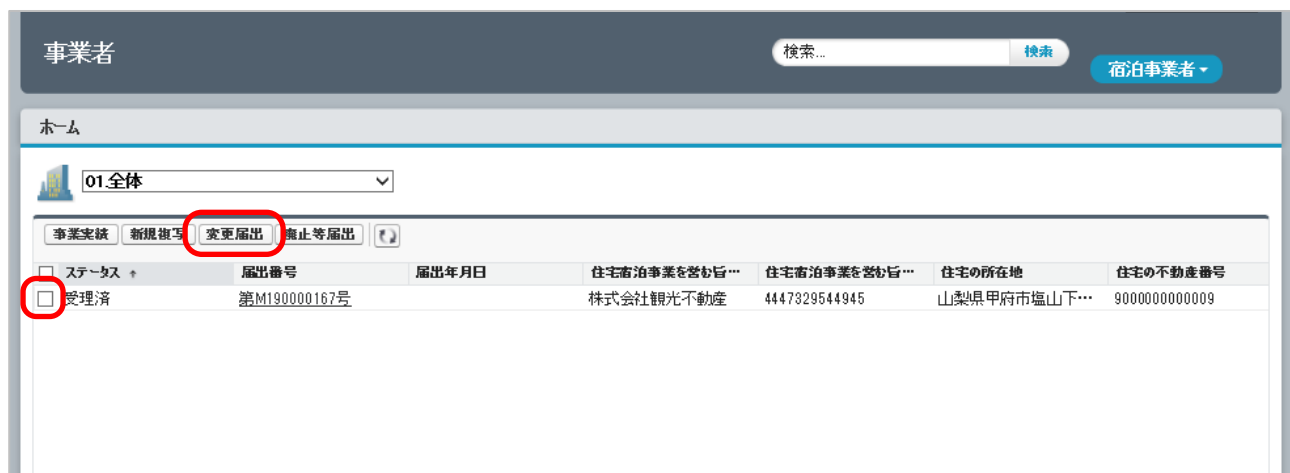 事業者
検索... 検索
宿泊事業者
ホーム
01.全体
事業実績 新規複写 変更届出 廃止等届出
ステータス ↑ 届出番号 届出年月日 住宅宿泊事業を営む旨… 住宅宿泊事業を営む旨… 住宅の所在地 住宅の不動産番号
受理済 第M190000167号 株式会社観光不動産 4447329544945 山梨県甲府市塩山下… 9000000000009